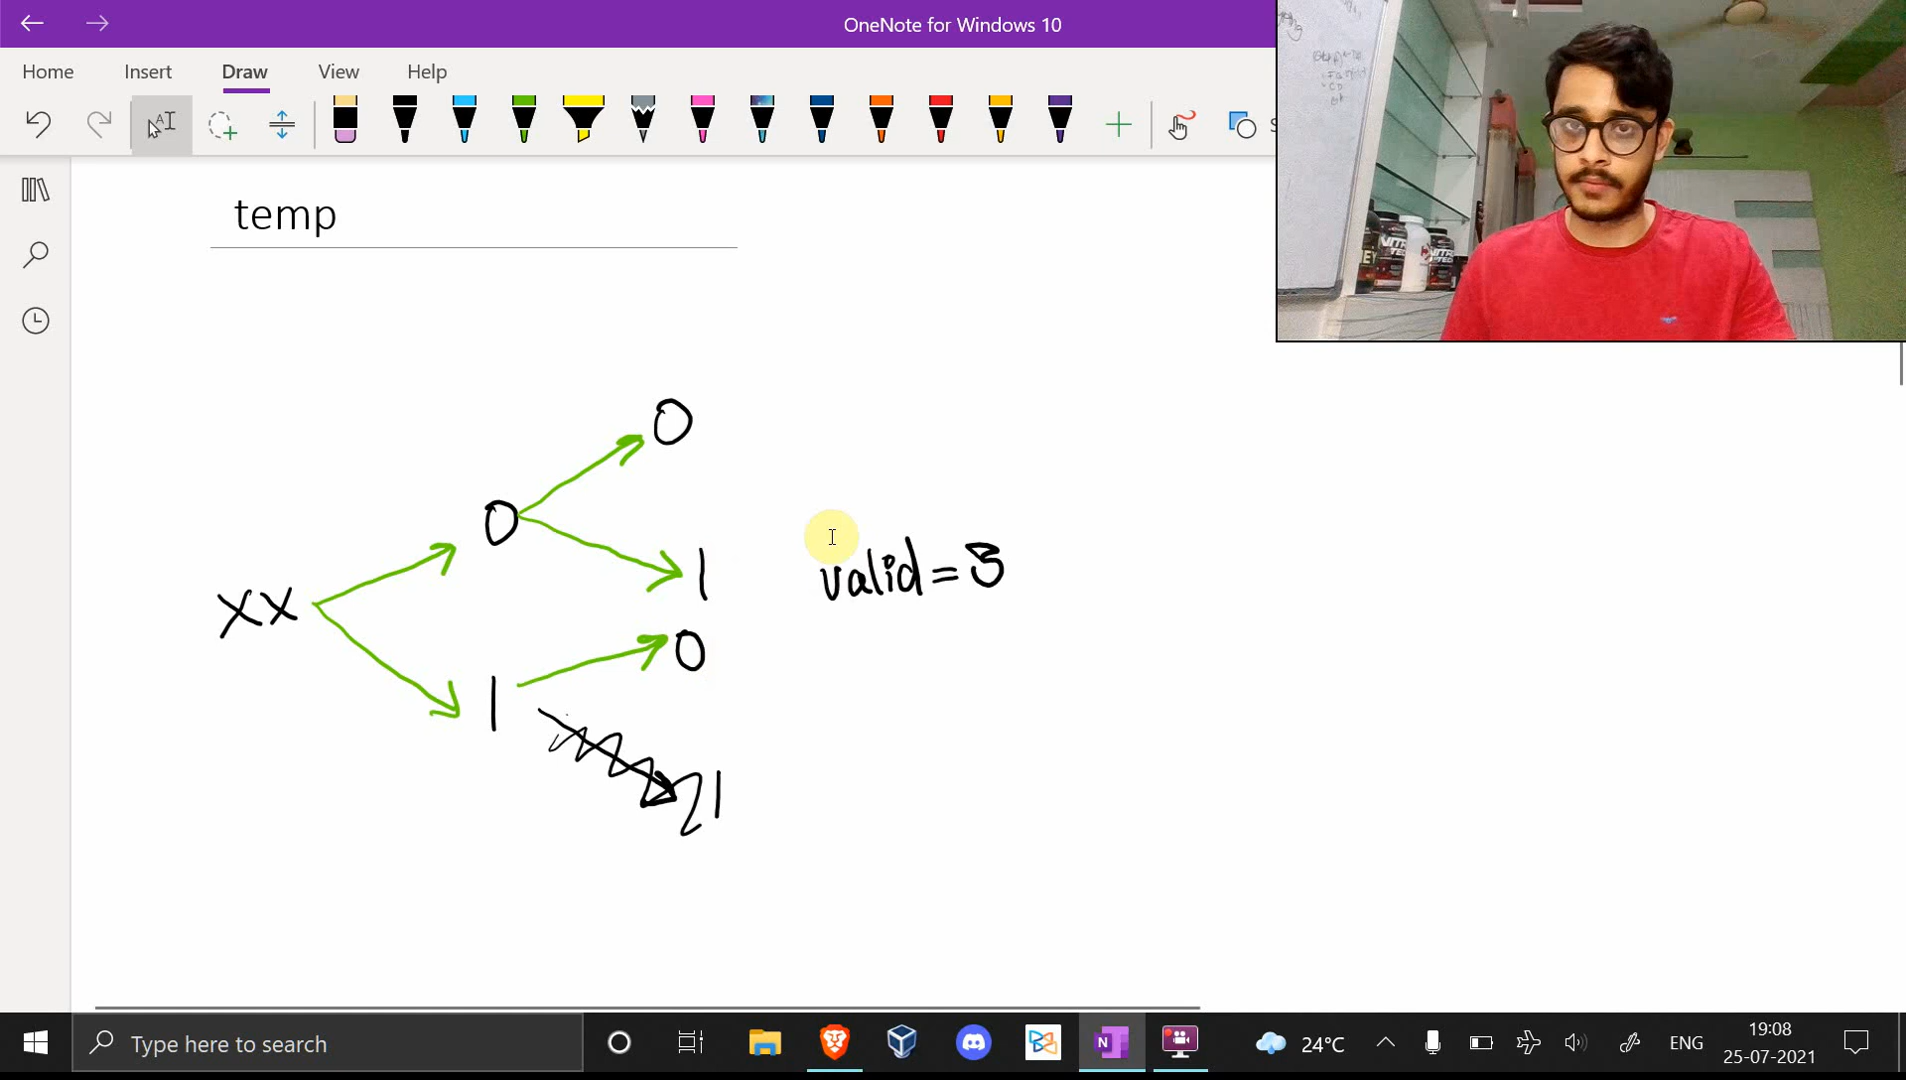 OneNote for Windows 10
Home Insert Draw View Help
temp
0
0
1
valid = 3
XX
0
1
1
Type here to search
N
24°C
ENG
19:08
25-07-2021